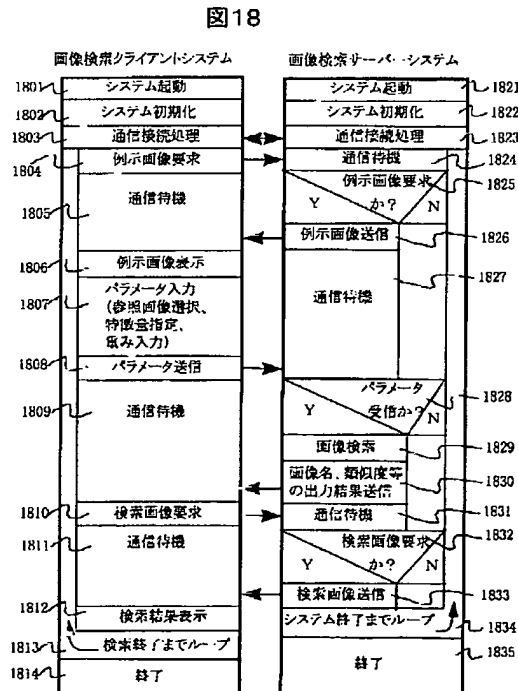 図18
画像検索クライアントシステム
1801 システム起動
1802 システム初期化
1803 通信接続処理
1804 例示画像要求
1805 通信待機
1806 例示画像表示
1807 パラメータ入力
(参照画像選択、
特徴量指定、
重み入力)
1808 パラメータ送信
1809 通信待機
1810 検索画像要求
1811 通信待機
1812 検索結果表示
1813 検索終了までループ
1814 終了
画像検索サーバーシステム
システム起動 1821
システム初期化 1822
通信接続処理 1823
通信待機 1824
例示画像要求 1825
Y か? N
例示画像送信 1826
通信待機 1827
パラメータ 1828
Y 受信か? N
画像検索 1829
画像名、類似度等 1830
の出力結果送信
通信待機 1831
検索画像要求 1832
Y か? N
検索画像送信 1833
システム終了までループ 1834
終了 1835